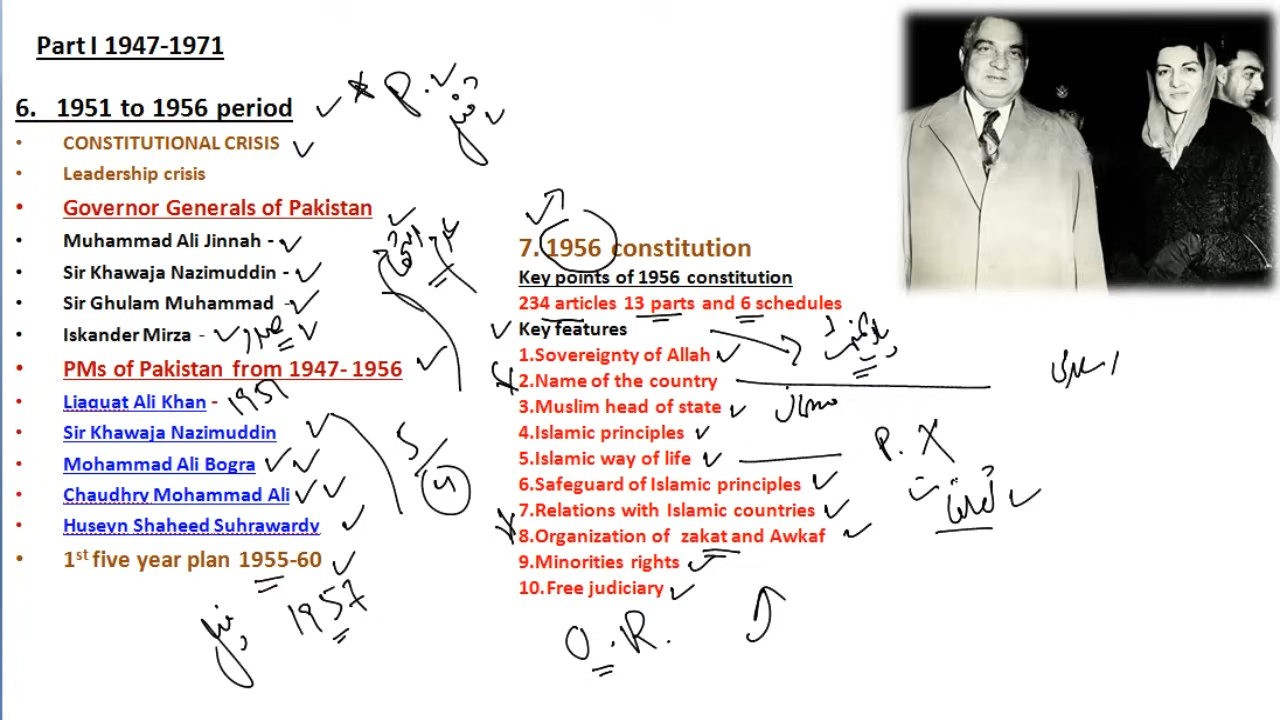 Part I 1947-1971
6. 1951 to 1956 period
P.
• CONSTITUTIONAL CRISIS
• Leadership crisis
• Governor Generals of Pakistan
• Muhammad Ali Jinnah -
• Sir Khawaja Nazimuddin -
• Sir Ghulam Muhammad
• Iskander Mirza -
• PMs of Pakistan from 1947- 1956
• Liaquat Ali Khan - 1951
• Sir Khawaja Nazimuddin
• Mohammad Ali Bogra
• Chaudhry Mohammad Ali
• Huseyn Shaheed Suhrawardy
• 1st five year plan 1955-60
1957
7. 1956 constitution
Key points of 1956 constitution
234 articles 13 parts and 6 schedules
Key features
1.Sovereignty of Allah
2.Name of the country
3.Muslim head of state
4.Islamic principles
5.Islamic way of life
6.Safeguard of Islamic principles
7.Relations with Islamic countries
8.Organization of zakat and Awkaf
9.Minorities rights
10.Free judiciary
O.R.
مسلمان
P. X